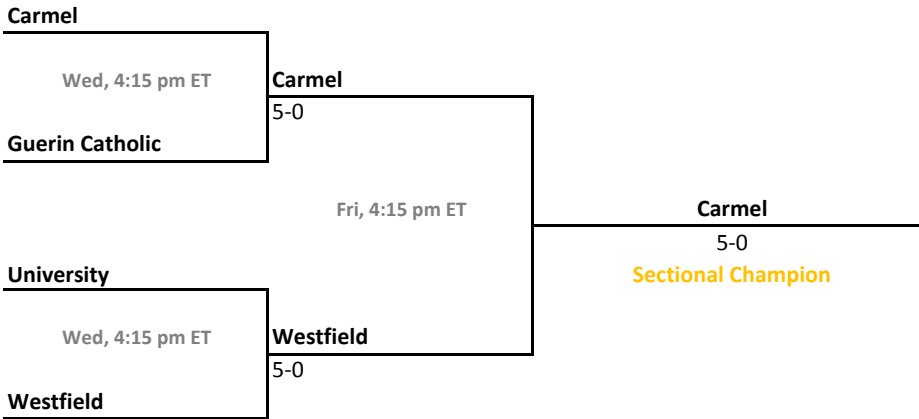 Carmel
Wed, 4:15 pm ET
Carmel
5-0
Guerin Catholic
Fri, 4:15 pm ET
Carmel
5-0
Sectional Champion
University
Wed, 4:15 pm ET
Westfield
5-0
Westfield